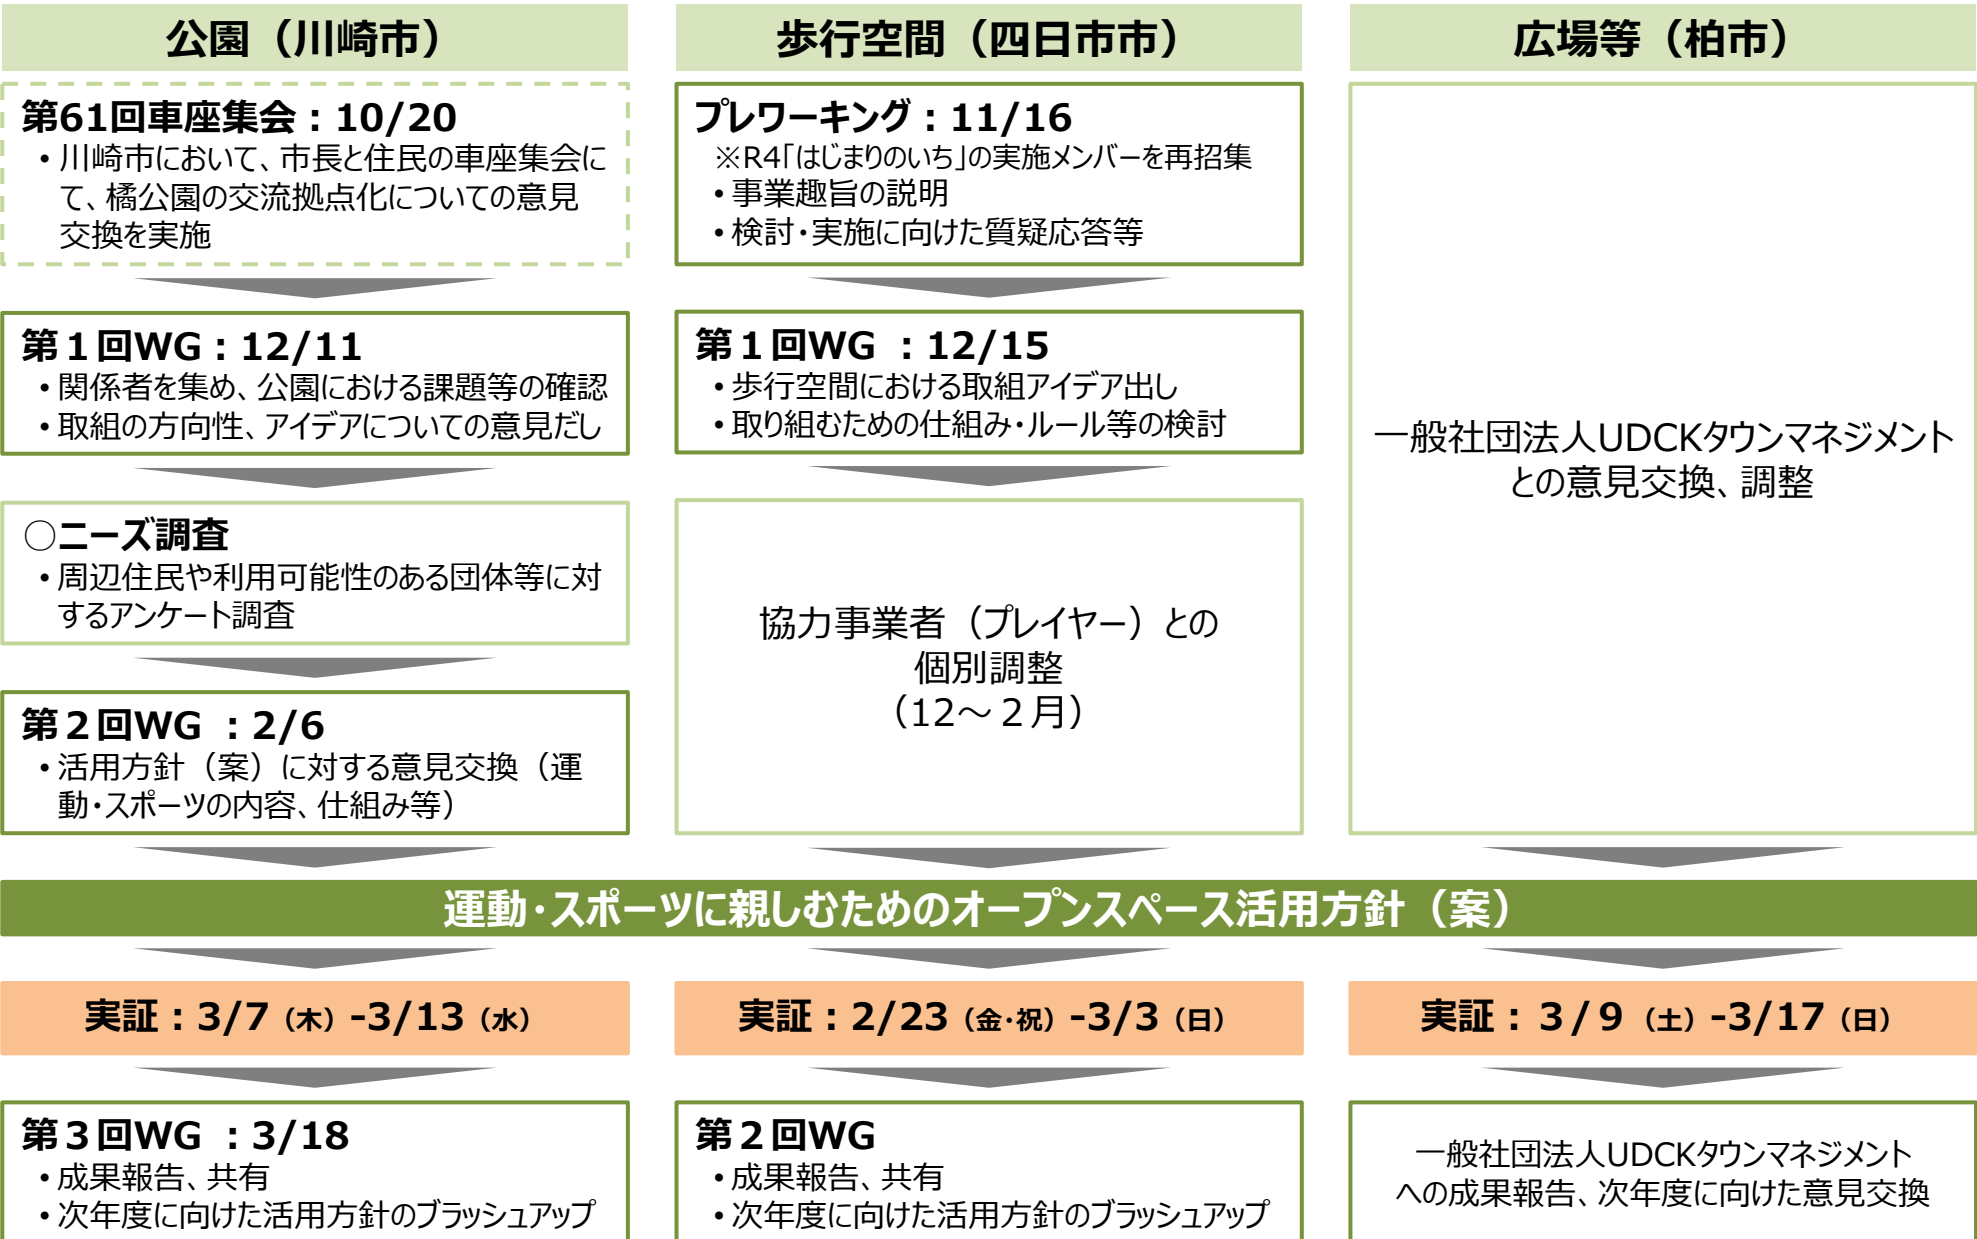 公園（川崎市）
第61回車座集会：10/20
・川崎市において、市長と住民の車座集会に
て、橘公園の交流拠点化についての意見
交換を実施
第１回WG：12/11
・関係者を集め、公園における課題等の確認
・取組の方向性、アイデアについての意見だし
○ニーズ調査
・周辺住民や利用可能性のある団体等に対
するアンケート調査
第２回WG ：2/6
・活用方針（案）に対する意見交換（運
動・スポーツの内容、仕組み等）
歩行空間（四日市市）
プレワーキング：11/16
※R4「はじまりのいち」の実施メンバーを再招集
・事業趣旨の説明
・検討・実施に向けた質疑応答等
第１回WG ：12/15
・歩行空間における取組アイデア出し
・取り組むための仕組み・ルール等の検討
協力事業者（プレイヤー）との
個別調整
（12～２月）
広場等（柏市）
一般社団法人UDCKタウンマネジメント
との意見交換、調整
運動・スポーツに親しむためのオープンスペース活用方針（案）
実証：3/7（木）-3/13（水）
第３回WG ：3/18
・成果報告、共有
・次年度に向けた活用方針のブラッシュアップ
実証：2/23（金・祝）-3/3（日）
第２回WG
・成果報告、共有
・次年度に向けた活用方針のブラッシュアップ
実証：３/９（土）-3/17（日）
一般社団法人UDCKタウンマネジメント
への成果報告、次年度に向けた意見交換